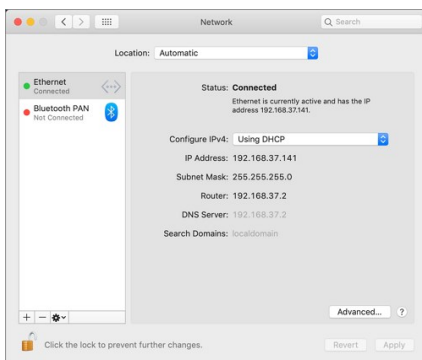 Network
Search
Location: Automatic
Ethernet
Connected
Bluetooth PAN
Not Connected
Status: Connected
Ethernet is currently active and has the IP
address 192.168.37.141.
Configure IPv4: Using DHCP
IP Address: 192.168.37.141
Subnet Mask: 255.255.255.0
Router: 192.168.37.2
DNS Server: 192.168.37.2
Search Domains: localdomain
Advanced... ?
Click the lock to prevent further changes.
Revert Apply